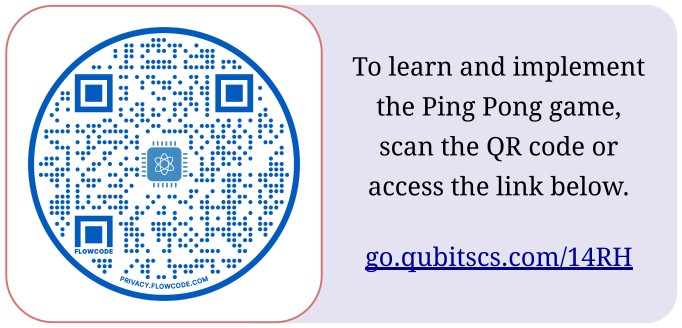 FLOWCODE
PRIVACY.FLOWCODE.COM
To learn and implement
the Ping Pong game,
scan the QR code or
access the link below.
go.qubitscs.com/14RH